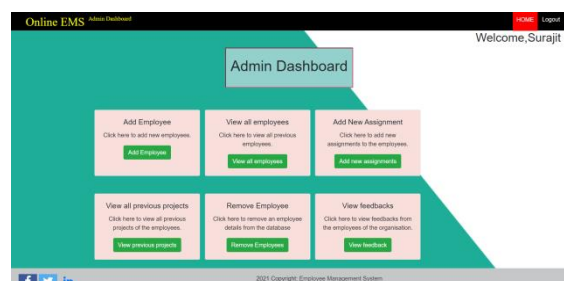 Online EMS Admin Dashboard
HOME Logout
Welcome,Surajit
Admin Dashboard
Add Employee
Click here to add new employees.
Add Employee
View all employees
Click here to view all previous
employees.
View all employees
Add New Assignment
Click here to add new
assignments to the employees.
Add new assignments
View all previous projects
Click here to view all previous
projects of the employees.
View previous projects
Remove Employee
Click here to remove an employee
details from the database
Remove Employees
View feedbacks
Click here to view feedbacks from
the employees of the organisation.
View feedback
2021 Copyright: Employee Management System